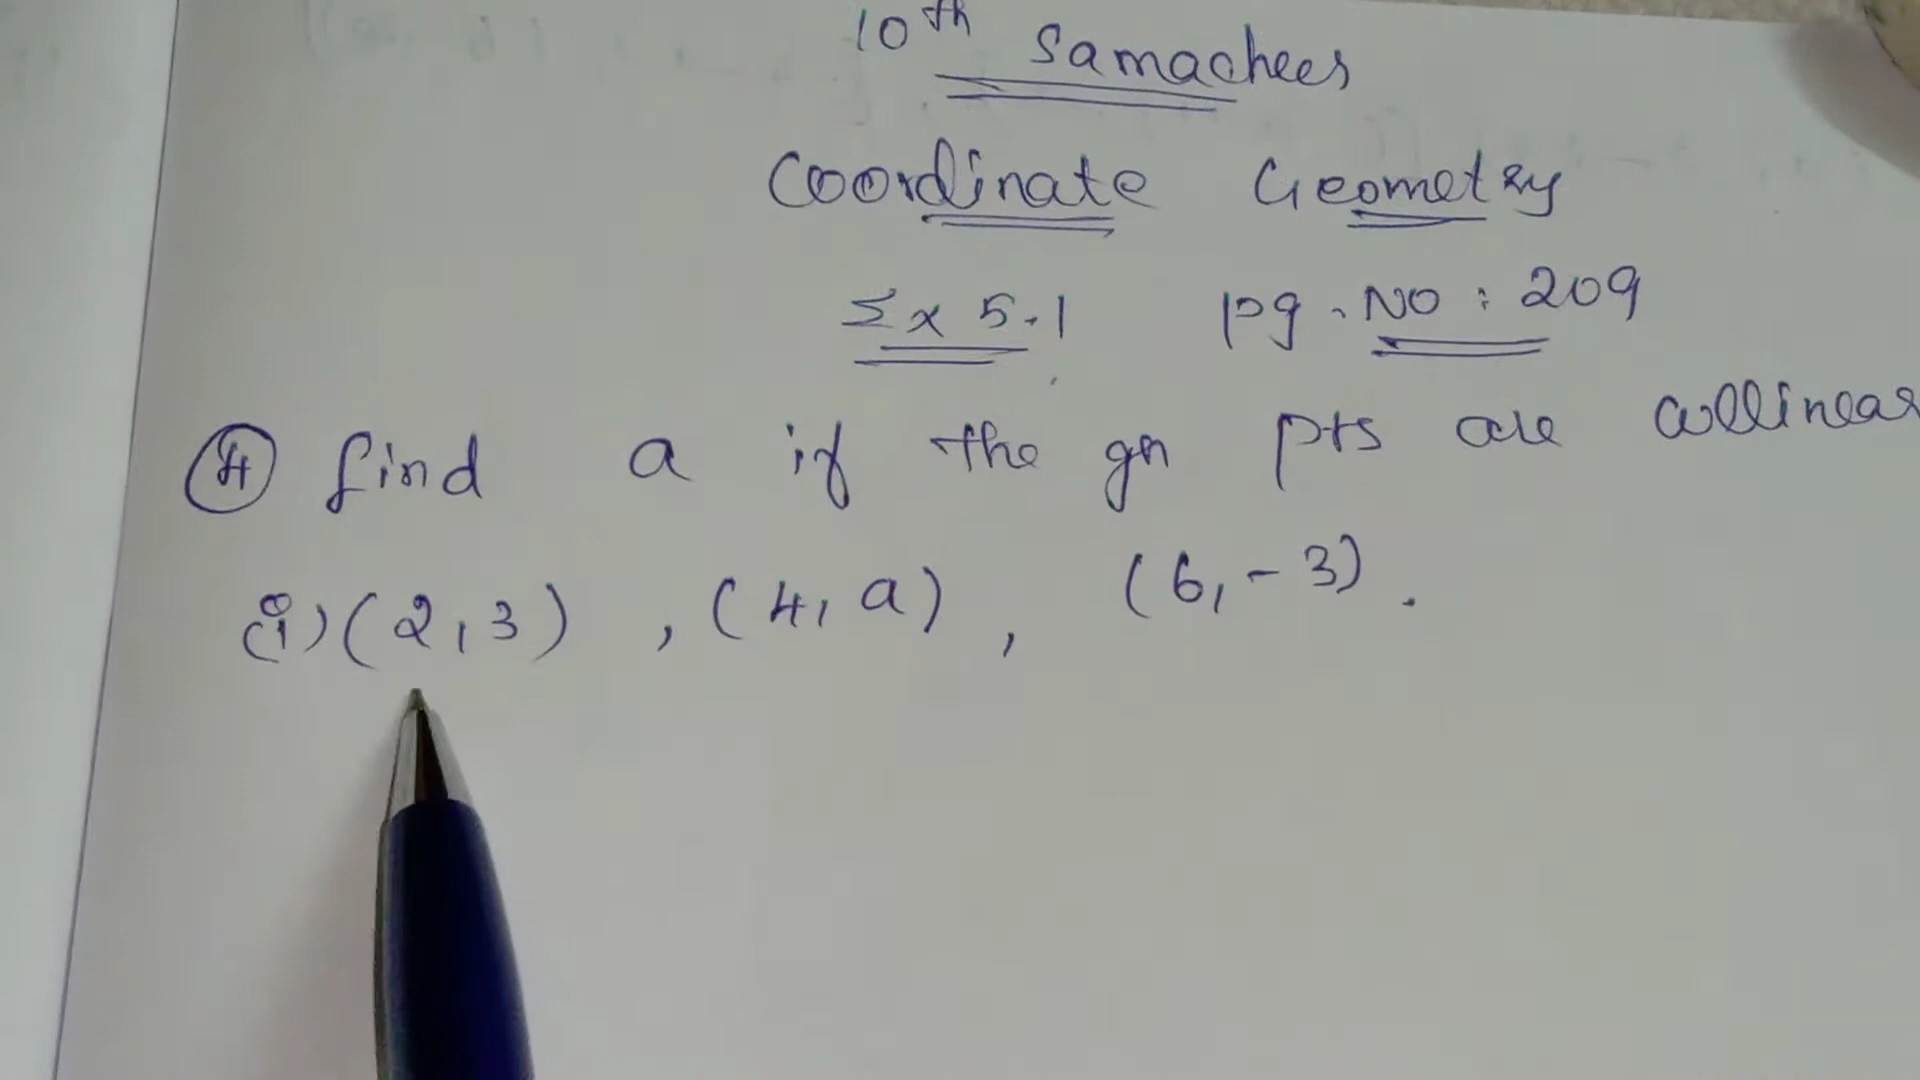 10th Samacheer
Coordinate Geometry
Ex 5.1 pg. No : 209
4 find a if the gn pts are collinear
(i) (2,3) , (4, a) , (6, -3) .